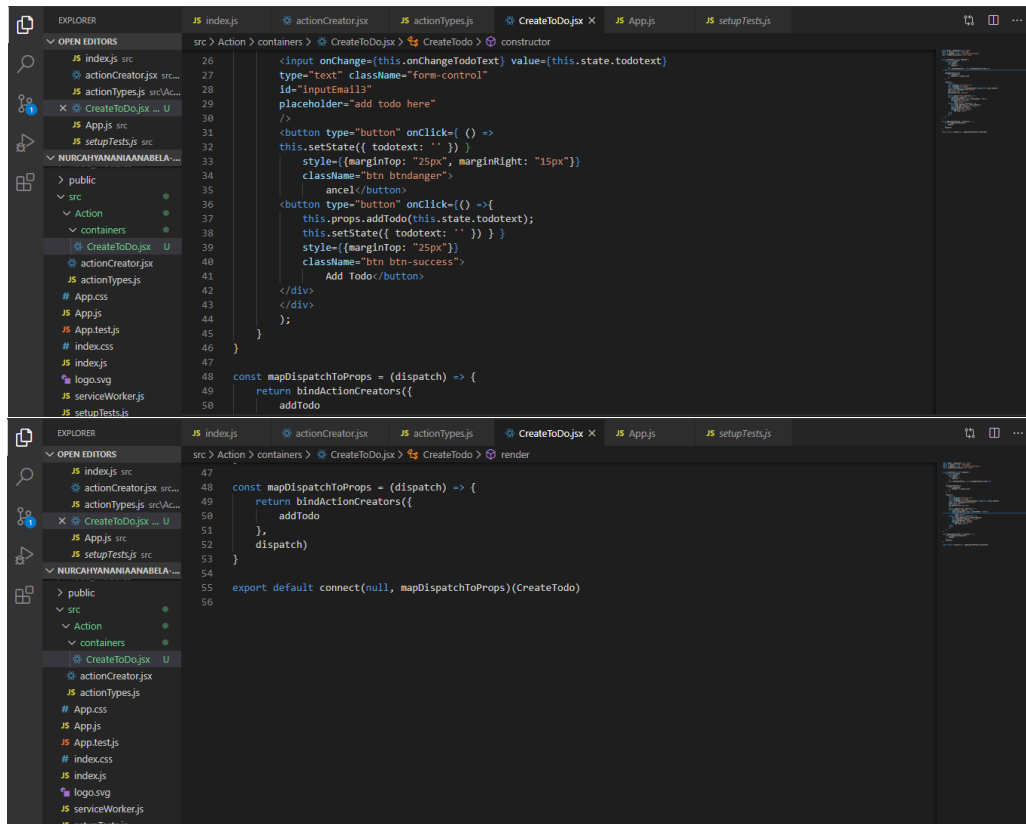 EXPLORER
JS index.js
actionCreator.jsx
JS actionTypes.js
CreateToDo.jsx
JS App.js
JS setupTests.js
OPEN EDITORS
JS index.js src
actionCreator.jsx src...
JS actionTypes.js src\Ac...
CreateToDo.jsx ... U
JS App.js src
JS setupTests.js src
NURCAHYANANIAANABELA-...
> public
src
Action
containers
CreateToDo.jsx U
actionCreator.jsx
JS actionTypes.js
# App.css
JS App.js
JS App.test.js
# index.css
JS index.js
logo.svg
JS serviceWorker.js
JS setupTests.js
1
src > Action > containers > CreateToDo.jsx > CreateTodo > constructor
26 <input onChange={this.onChangeTodoText} value={this.state.todotext}
27 type="text" className="form-control"
28 id="inputEmail3"
29 placeholder="add todo here"
30 />
31 <button type="button" onClick={ () =>
32 this.setState({ todotext: '' }) }
33 style={{marginTop: "25px", marginRight: "15px"}}
34 className="btn btndanger">
35 ancel</button>
36 <button type="button" onClick={() =>{
37 this.props.addTodo(this.state.todotext);
38 this.setState({ todotext: '' }) } }
39 style={{marginTop: "25px"}}
40 className="btn btn-success">
41 Add Todo</button>
42 </div>
43 </div>
44 );
45 }
46 }
47
48 const mapDispatchToProps = (dispatch) => {
49 return bindActionCreators({
50 addTodo
EXPLORER
JS index.js
actionCreator.jsx
JS actionTypes.js
CreateToDo.jsx
JS App.js
JS setupTests.js
OPEN EDITORS
JS index.js src
actionCreator.jsx src...
JS actionTypes.js src\Ac...
CreateToDo.jsx ... U
JS App.js src
JS setupTests.js src
NURCAHYANANIAANABELA-...
> public
src
Action
containers
CreateToDo.jsx U
actionCreator.jsx
JS actionTypes.js
# App.css
JS App.js
JS App.test.js
# index.css
JS index.js
logo.svg
JS serviceWorker.js
1
src > Action > containers > CreateToDo.jsx > CreateTodo > render
47
48 const mapDispatchToProps = (dispatch) => {
49 return bindActionCreators({
50 addTodo
51 },
52 dispatch)
53 }
54
55 export default connect(null, mapDispatchToProps)(CreateTodo)
56